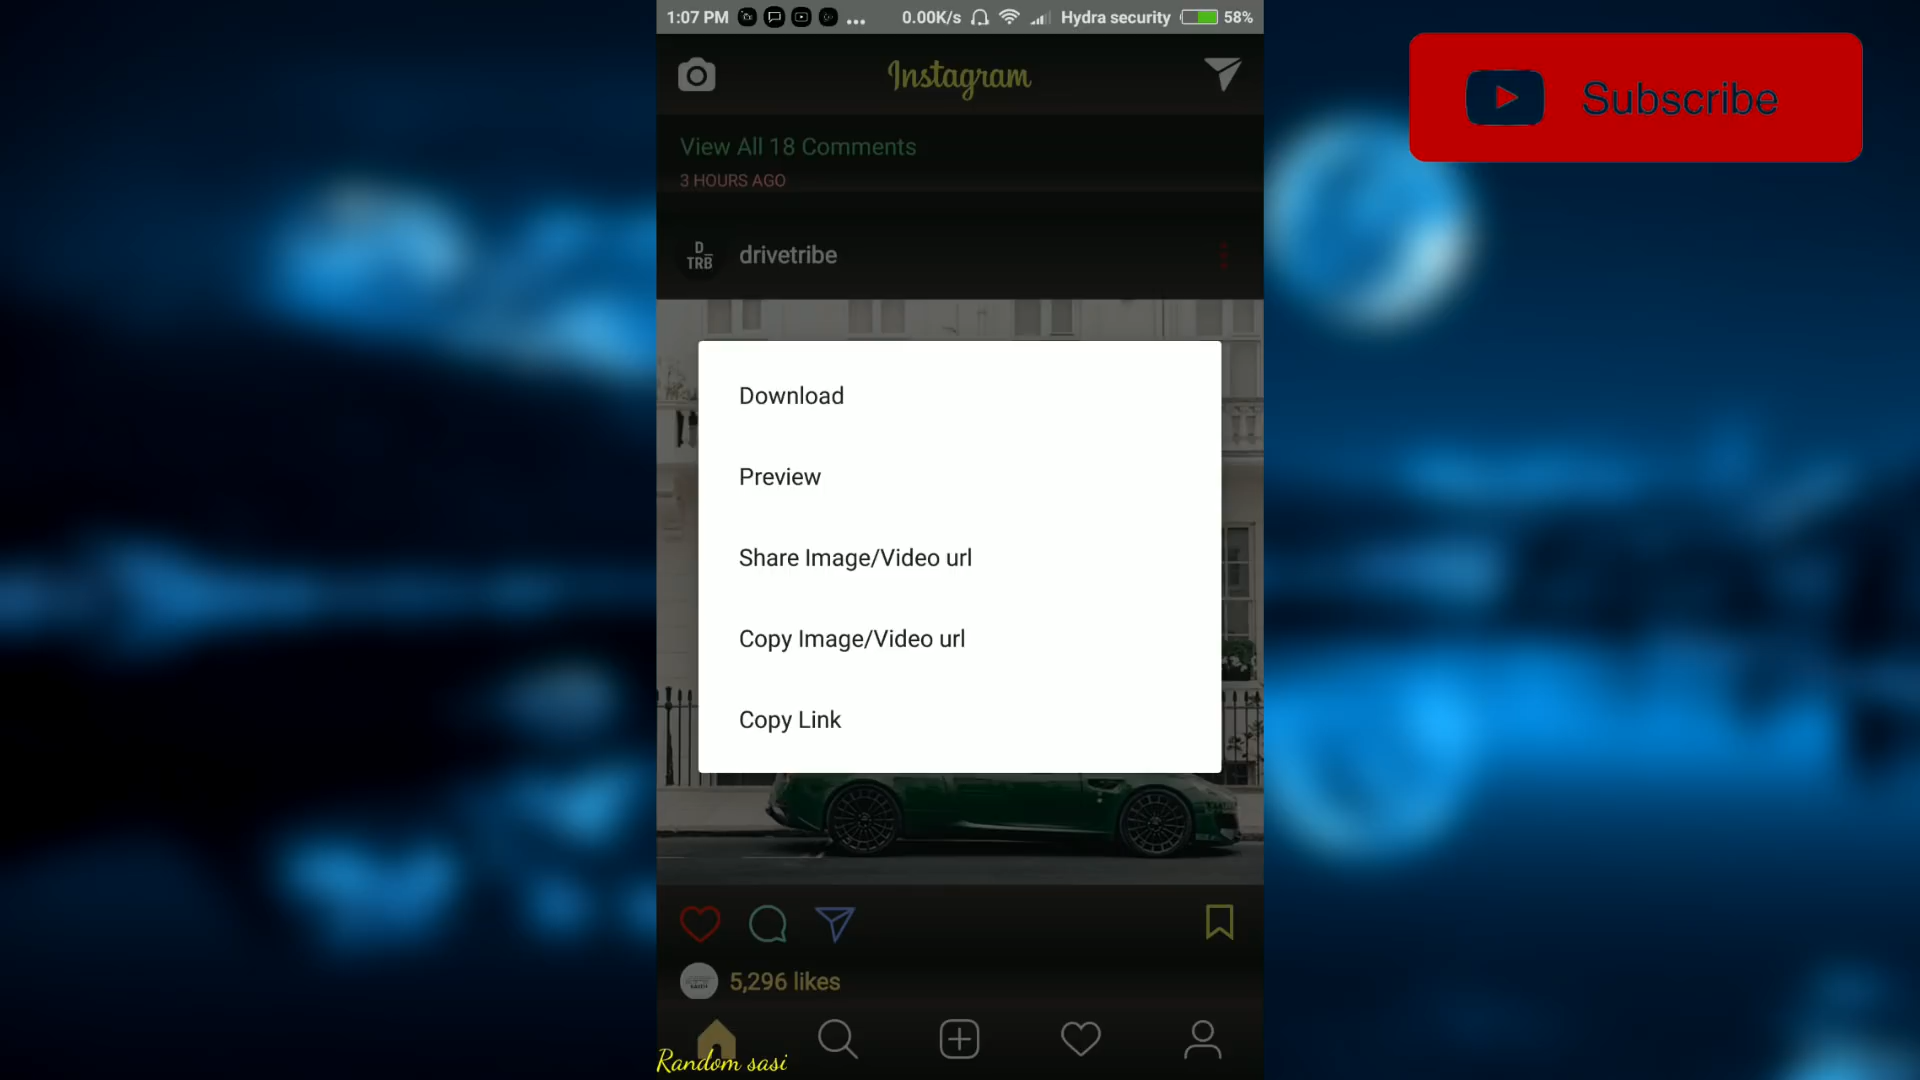 1:07 PM ... 0.00K/s Hydra security 58%
Instagram
Subscribe
View All 18 Comments
3 HOURS AGO
D_
TRB
drivetribe
Download
Preview
Share Image/Video url
Copy Image/Video url
Copy Link
5,296 likes
Random sasi